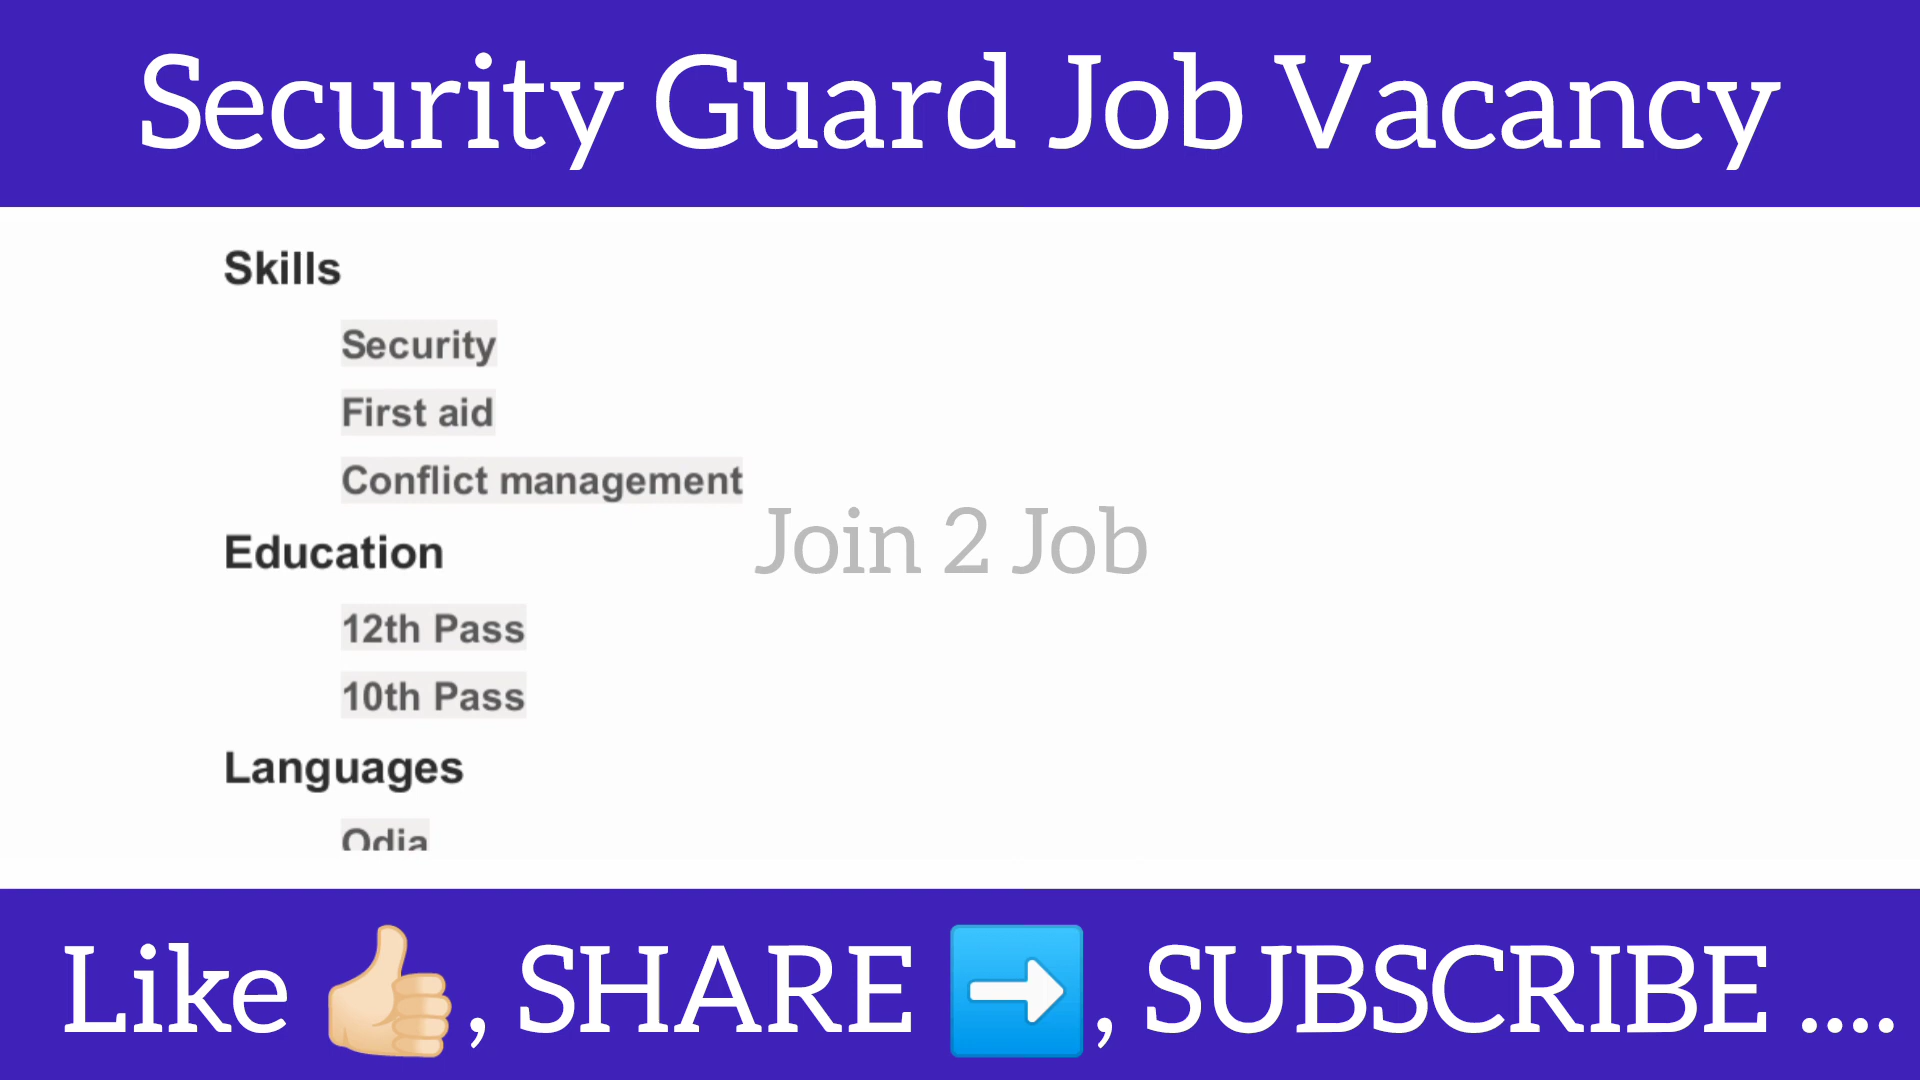 Security Guard Job Vacancy
Skills
Security
First aid
Conflict management
Join 2 Job
Education
12th Pass
10th Pass
Languages
Odia
Like 👍🏻, SHARE ➡️, SUBSCRIBE ....